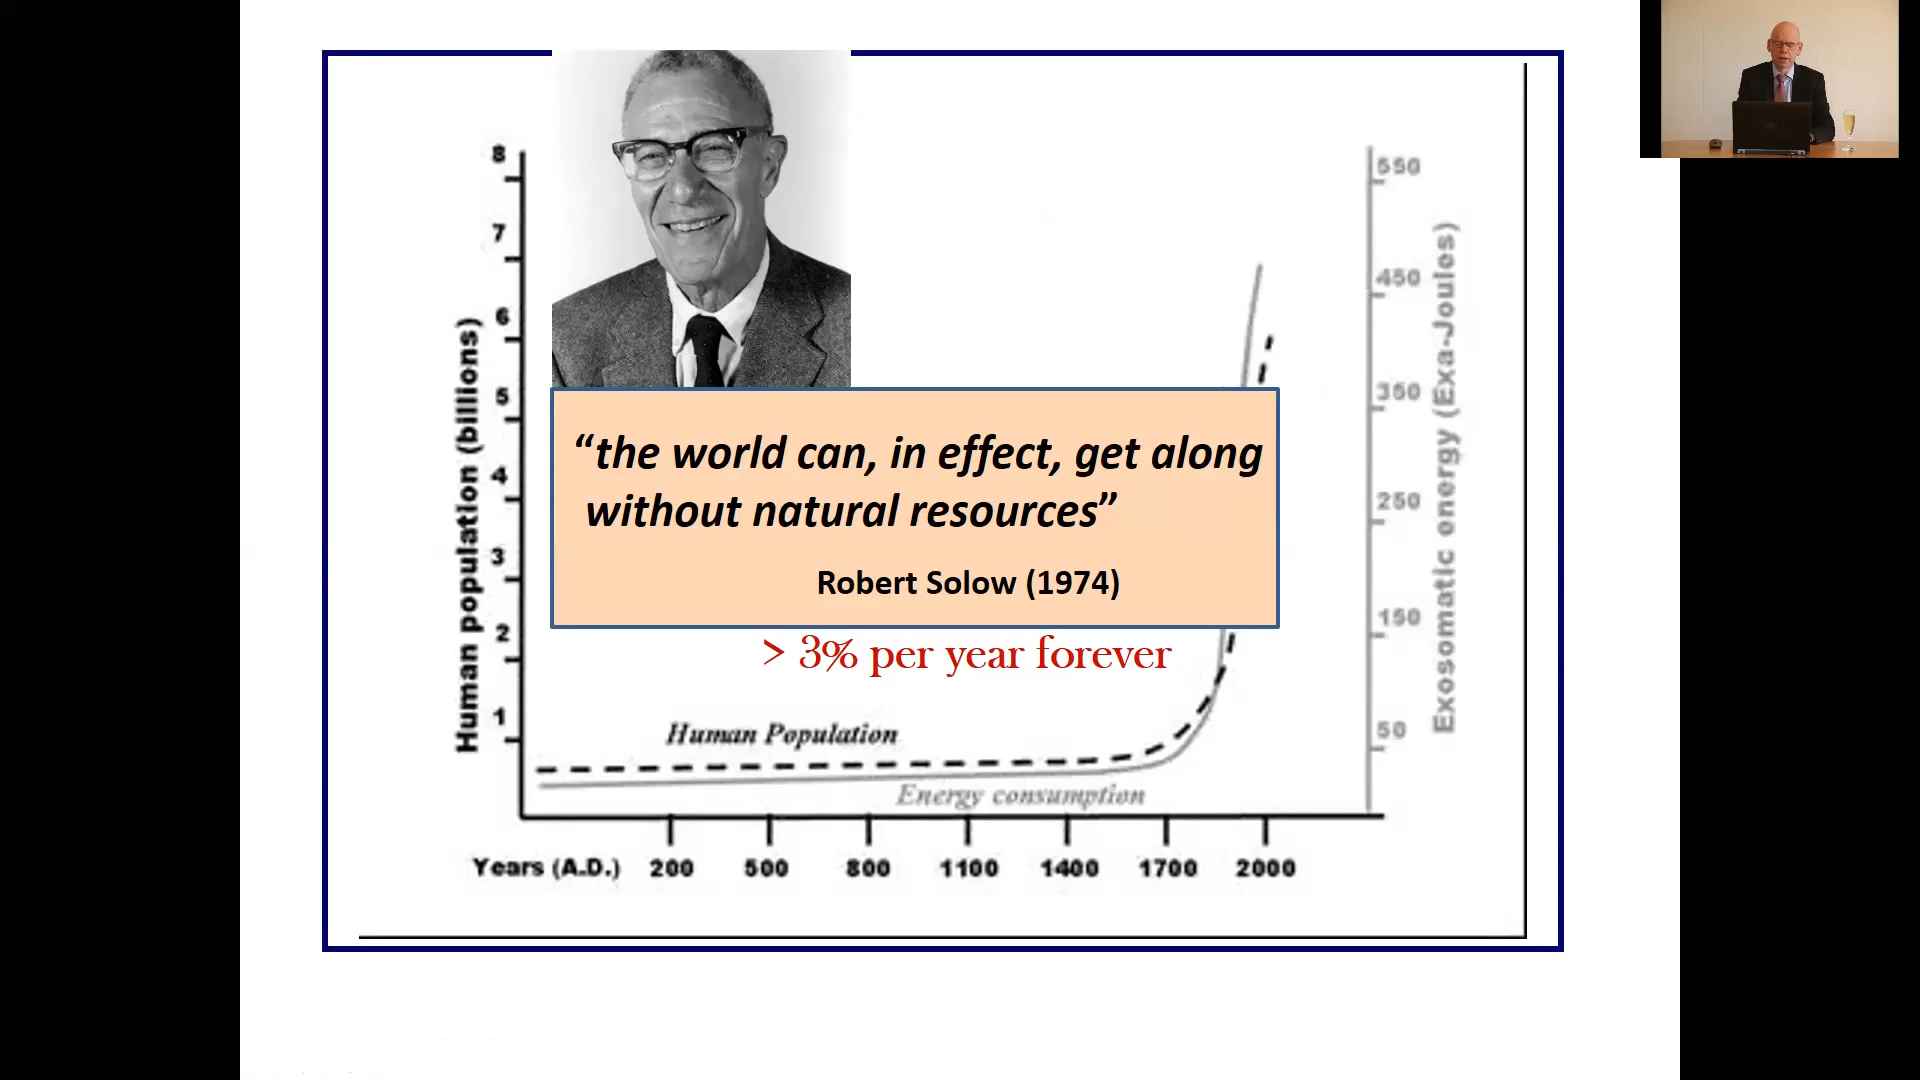 8
7
6
5
4
3
2
1
Human population (billions)
550
450
350
250
150
50
Exosomatic energy (Exa-Joules)
“the world can, in effect, get along
without natural resources”
Robert Solow (1974)
> 3% per year forever
Human Population
Energy consumption
Years (A.D.) 200 500 800 1100 1400 1700 2000